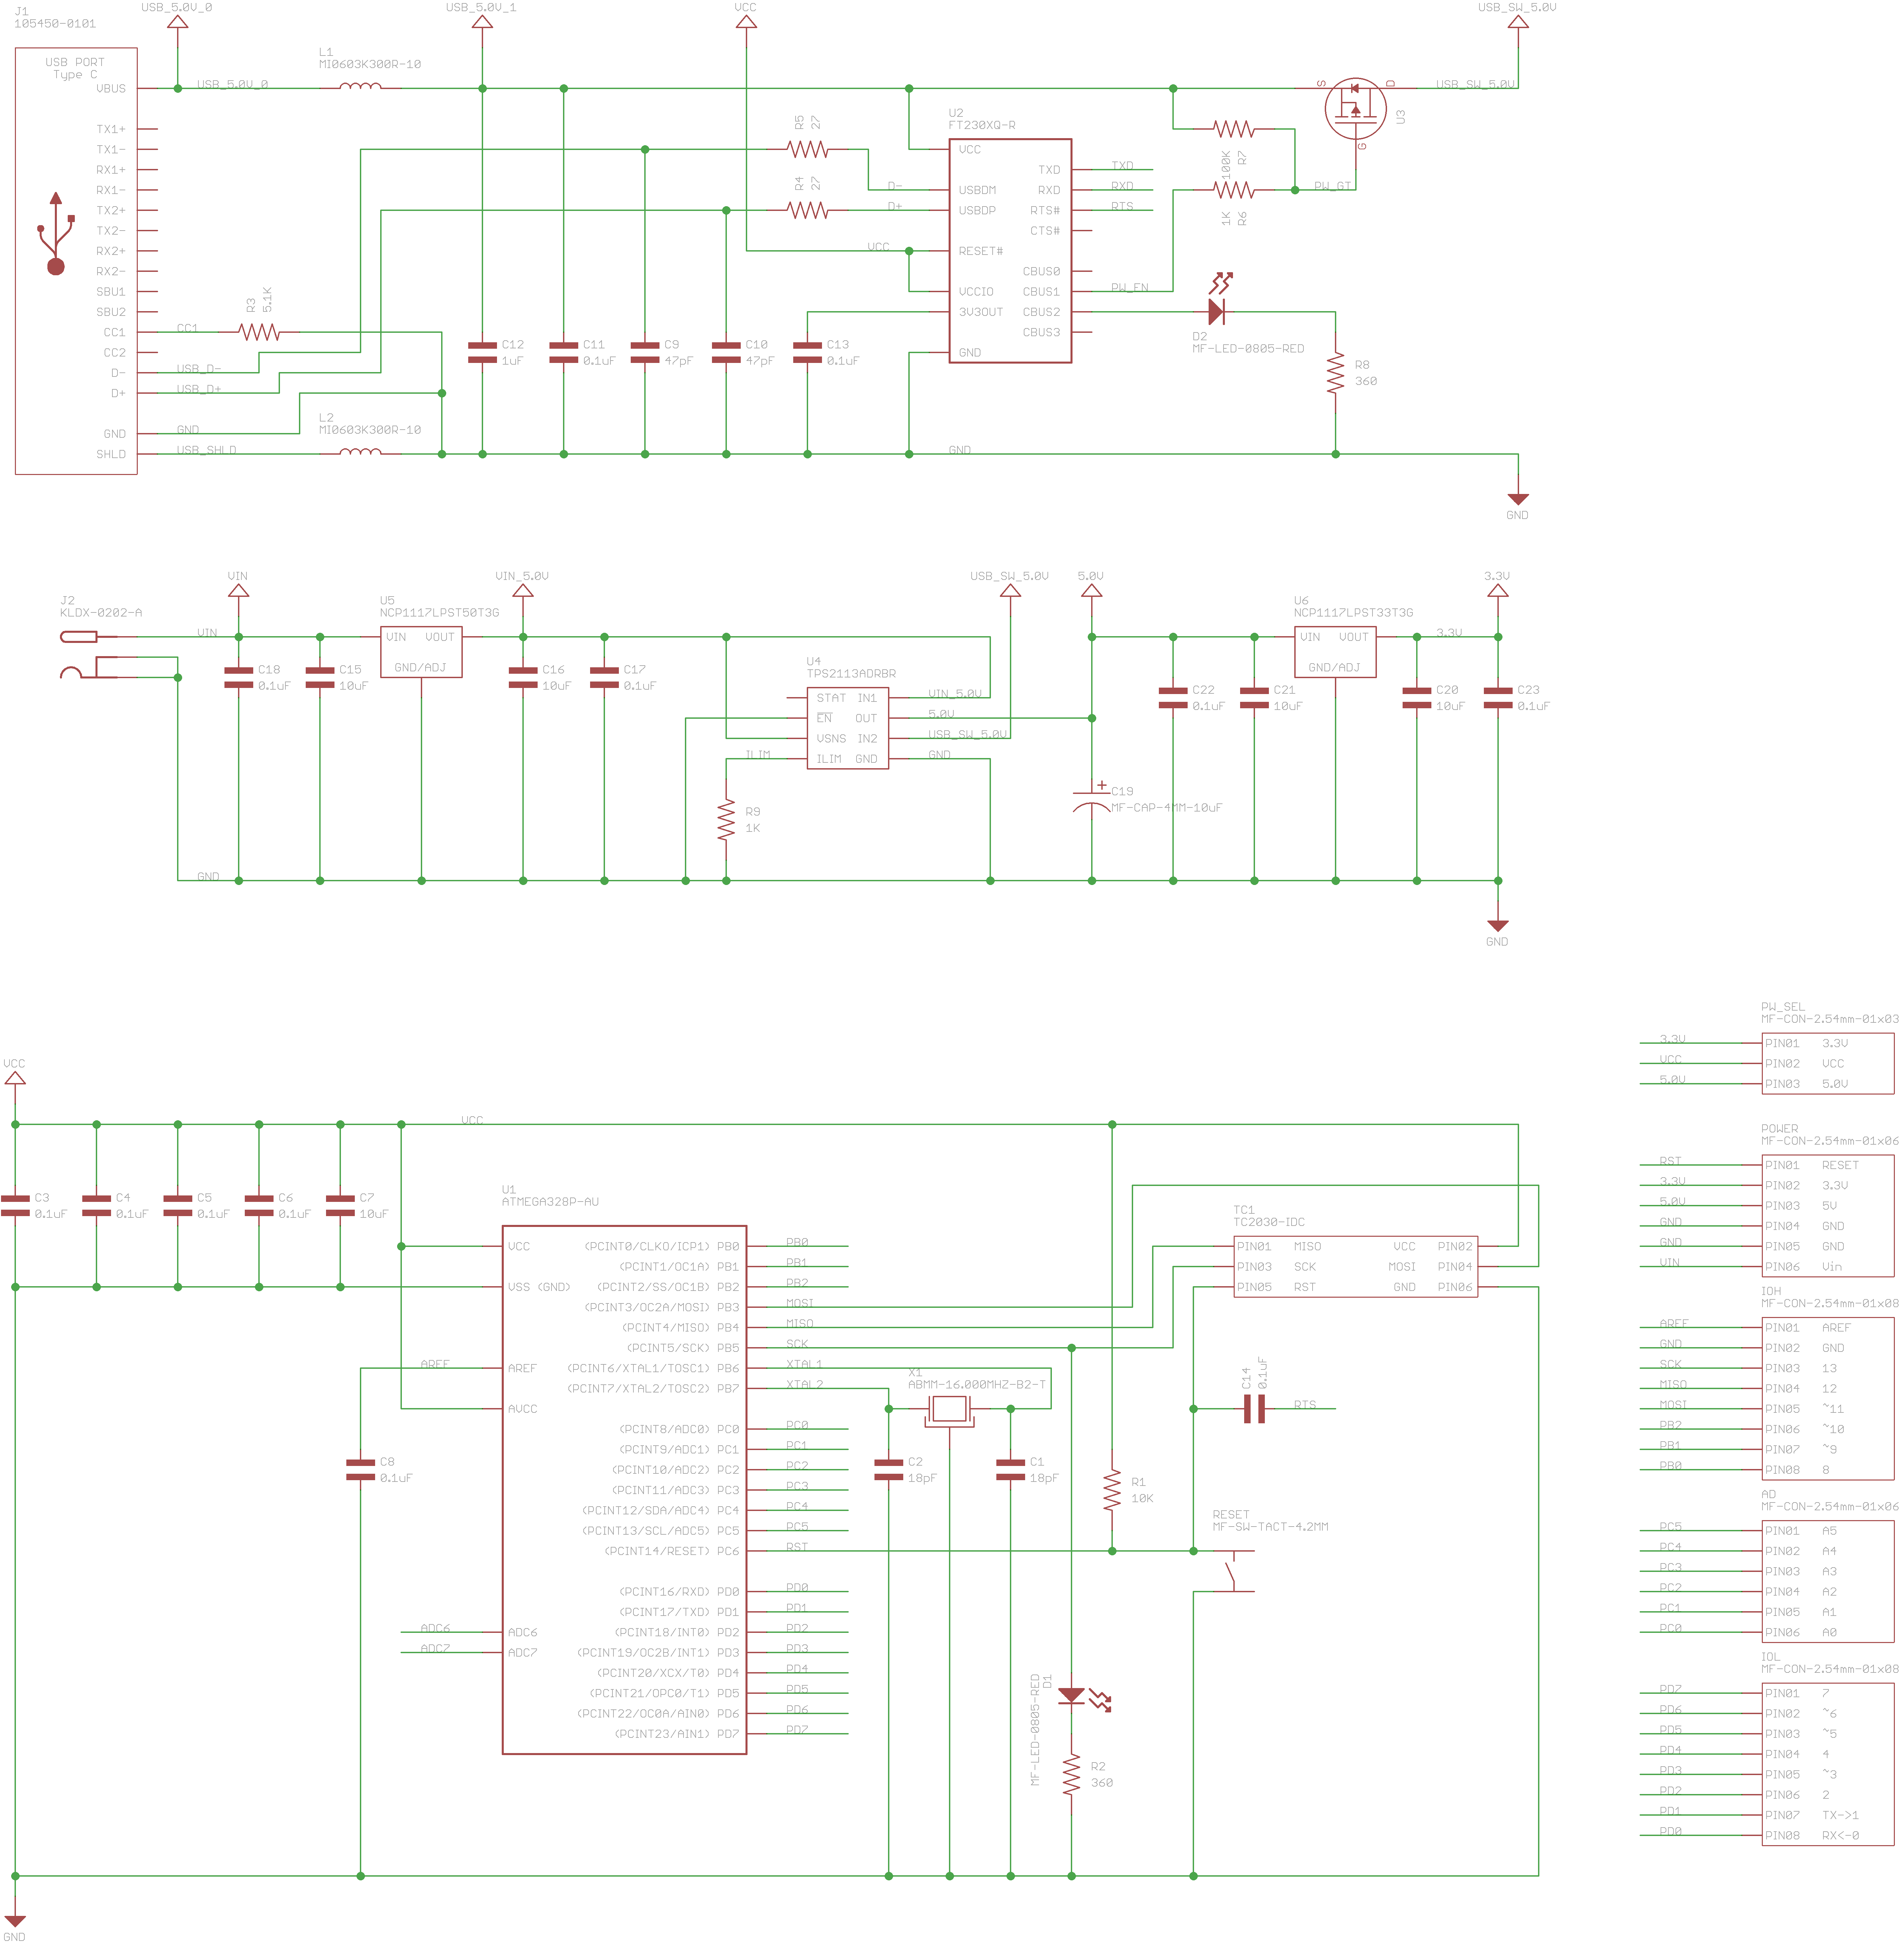 J1
105450-0101
USB PORT
Type C
VBUS
TX1+
TX1-
RX1+
RX1-
TX2+
TX2-
RX2+
RX2-
SBU1
SBU2
CC1
CC2
D-
D+
GND
SHLD
USB_5.0V_0
USB_5.0V_1
VCC
USB_SW_5.0V
USB_5.0V_0
L1
MI0603K300R-10
CC1
R3
5.1K
USB_D-
USB_D+
GND
USB_SHLD
L2
MI0603K300R-10
C12
1uF
C11
0.1uF
C9
47pF
C10
47pF
C13
0.1uF
R5
27
R4
27
D-
D+
VCC
U2
FT230XQ-R
VCC
USBDM
USBDP
RESET#
VCCIO
3V3OUT
GND
TXD
RXD
RTS#
CTS#
CBUS0
CBUS1
CBUS2
CBUS3
TXD
RXD
RTS
PW_EN
GND
100K
R7
1K
R6
PW_GT
S
D
G
U3
USB_SW_5.0V
D2
MF-LED-0805-RED
R8
360
GND
J2
KLDX-0202-A
VIN
VIN
C18
0.1uF
C15
10uF
U5
NCP1117LPST50T3G
VIN VOUT
GND/ADJ
VIN_5.0V
C16
10uF
C17
0.1uF
U4
TPS2113ADRBR
STAT IN1
EN OUT
VSNS IN2
ILIM GND
ILIM
R9
1K
VIN_5.0V
5.0V
USB_SW_5.0V
GND
USB_SW_5.0V
5.0V
C19
MF-CAP-4MM-10uF
C22
0.1uF
C21
10uF
U6
NCP1117LPST33T3G
VIN VOUT
GND/ADJ
3.3V
3.3V
C20
10uF
C23
0.1uF
GND
GND
VCC
VCC
C3
0.1uF
C4
0.1uF
C5
0.1uF
C6
0.1uF
C7
10uF
AREF
C8
0.1uF
ADC6
ADC7
GND
U1
ATMEGA328P-AU
VCC
VSS (GND)
AREF
AVCC
ADC6
ADC7
(PCINT0/CLKO/ICP1) PB0
(PCINT1/OC1A) PB1
(PCINT2/SS/OC1B) PB2
(PCINT3/OC2A/MOSI) PB3
(PCINT4/MISO) PB4
(PCINT5/SCK) PB5
(PCINT6/XTAL1/TOSC1) PB6
(PCINT7/XTAL2/TOSC2) PB7
(PCINT8/ADC0) PC0
(PCINT9/ADC1) PC1
(PCINT10/ADC2) PC2
(PCINT11/ADC3) PC3
(PCINT12/SDA/ADC4) PC4
(PCINT13/SCL/ADC5) PC5
(PCINT14/RESET) PC6
(PCINT16/RXD) PD0
(PCINT17/TXD) PD1
(PCINT18/INT0) PD2
(PCINT19/OC2B/INT1) PD3
(PCINT20/XCX/T0) PD4
(PCINT21/OPC0/T1) PD5
(PCINT22/OC0A/AIN0) PD6
(PCINT23/AIN1) PD7
PB0
PB1
PB2
MOSI
MISO
SCK
XTAL1
XTAL2
PC0
PC1
PC2
PC3
PC4
PC5
RST
PD0
PD1
PD2
PD3
PD4
PD5
PD6
PD7
X1
ABMM-16.000MHZ-B2-T
C2
18pF
C1
18pF
R1
10K
D1
MF-LED-0805-RED
R2
360
TC1
TC2030-IDC
PIN01 MISO VCC PIN02
PIN03 SCK MOSI PIN04
PIN05 RST GND PIN06
C14
0.1uF
RTS
RESET
MF-SW-TACT-4.2MM
PW_SEL
MF-CON-2.54mm-01x03
3.3V PIN01 3.3V
VCC PIN02 VCC
5.0V PIN03 5.0V
POWER
MF-CON-2.54mm-01x06
RST PIN01 RESET
3.3V PIN02 3.3V
5.0V PIN03 5V
GND PIN04 GND
GND PIN05 GND
VIN PIN06 Vin
IOH
MF-CON-2.54mm-01x08
AREF PIN01 AREF
GND PIN02 GND
SCK PIN03 13
MISO PIN04 12
MOSI PIN05 ~11
PB2 PIN06 ~10
PB1 PIN07 ~9
PB0 PIN08 8
AD
MF-CON-2.54mm-01x06
PC5 PIN01 A5
PC4 PIN02 A4
PC3 PIN03 A3
PC2 PIN04 A2
PC1 PIN05 A1
PC0 PIN06 A0
IOL
MF-CON-2.54mm-01x08
PD7 PIN01 7
PD6 PIN02 ~6
PD5 PIN03 ~5
PD4 PIN04 4
PD3 PIN05 ~3
PD2 PIN06 2
PD1 PIN07 TX->1
PD0 PIN08 RX<-0